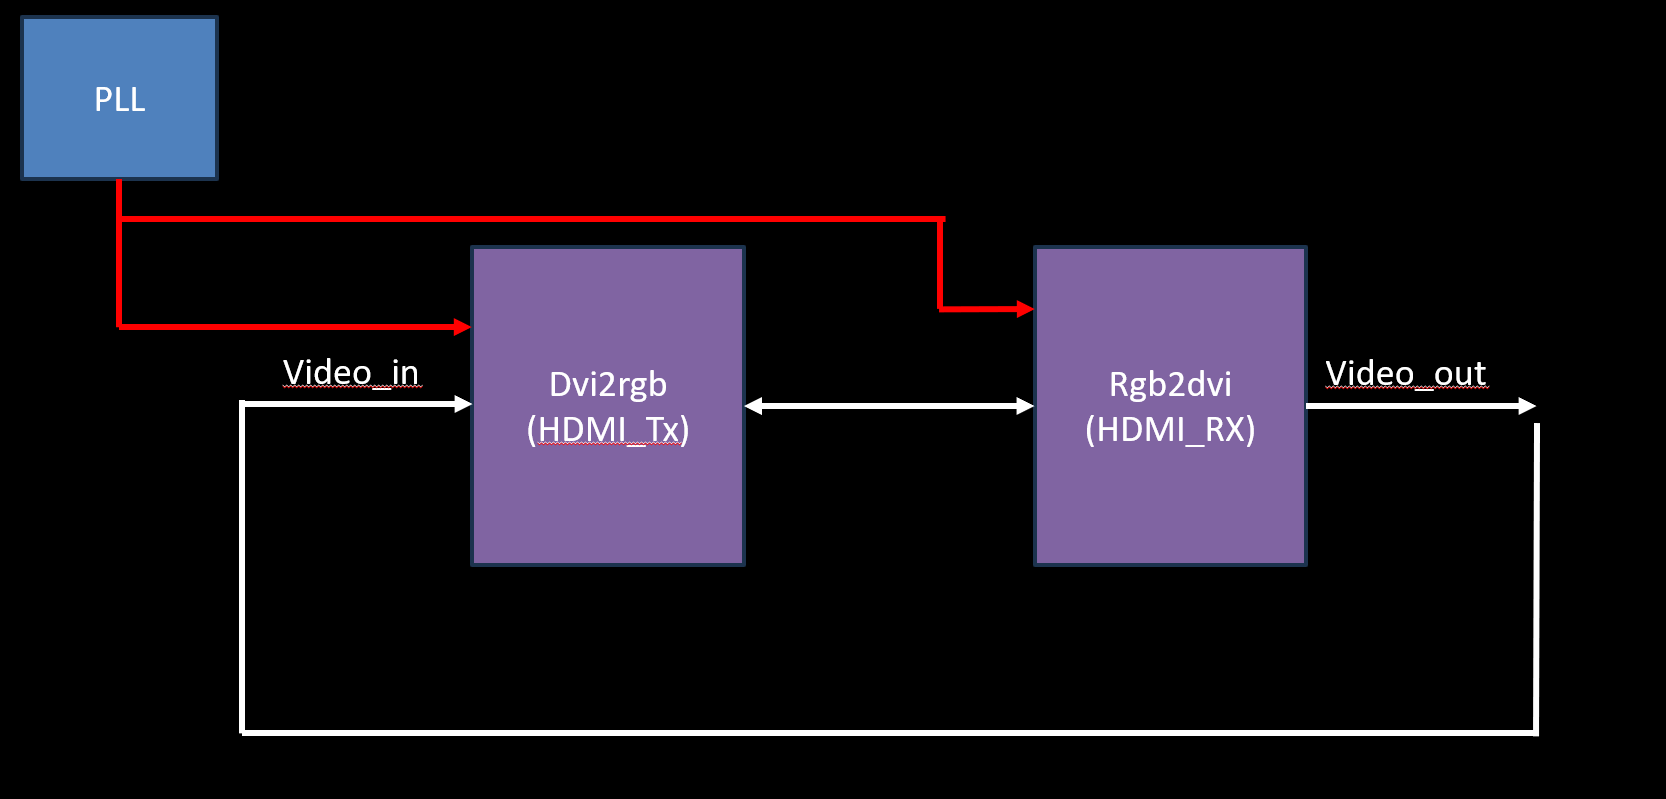 PLL
Video_in
Dvi2rgb
(HDMI_Tx)
Rgb2dvi
(HDMI_RX)
Video_out